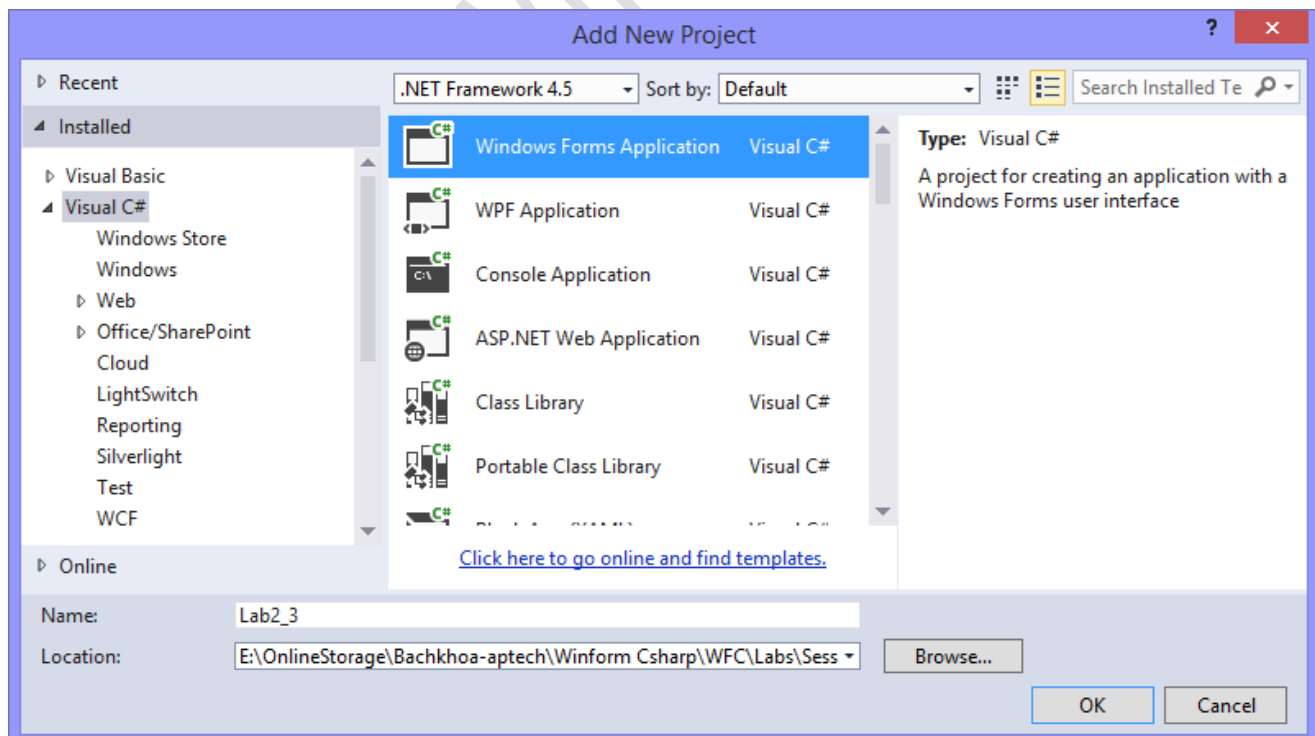 Add New Project
?
Recent
.NET Framework 4.5 Sort by: Default Search Installed Te
Installed
Visual Basic
Visual C#
Windows Store
Windows
Web
Office/SharePoint
Cloud
LightSwitch
Reporting
Silverlight
Test
WCF
Online
Windows Forms Application Visual C#
WPF Application Visual C#
Console Application Visual C#
ASP.NET Web Application Visual C#
Class Library Visual C#
Portable Class Library Visual C#
Click here to go online and find templates.
Type: Visual C#
A project for creating an application with a
Windows Forms user interface
Name: Lab2_3
Location: E:\OnlineStorage\Bachkhoa-aptech\Winform Csharp\WFC\Labs\Sess Browse...
OK Cancel